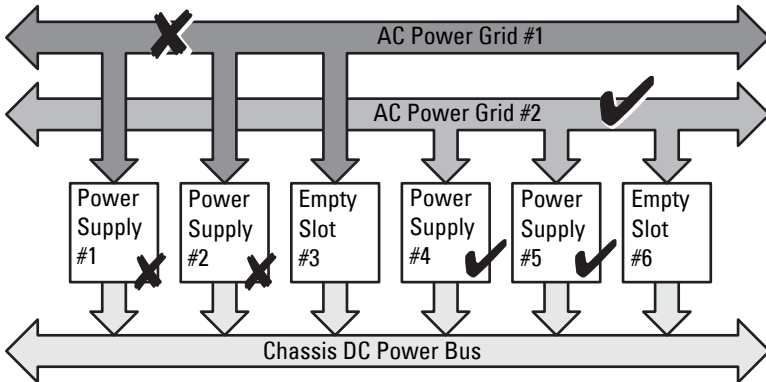 AC Power Grid #1
AC Power Grid #2
Power
Supply
#1
Power
Supply
#2
Empty
Slot
#3
Power
Supply
#4
Power
Supply
#5
Empty
Slot
#6
Chassis DC Power Bus